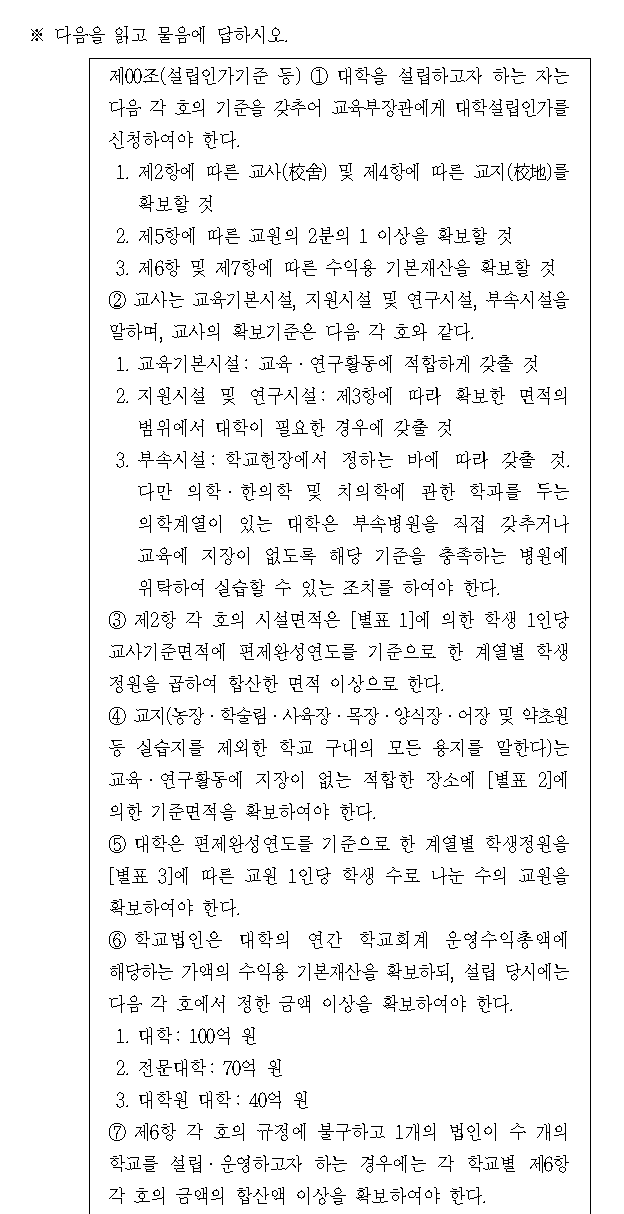 ※ 다음을 읽고 물음에 답하시오.
제00조(설립인가기준 등) ① 대학을 설립하고자 하는 자는
다음 각 호의 기준을 갖추어 교육부장관에게 대학설립인가를
신청하여야 한다.
1. 제2항에 따른 교사(校舍) 및 제4항에 따른 교지(校地)를
확보할 것
2. 제5항에 따른 교원의 2분의 1 이상을 확보할 것
3. 제6항 및 제7항에 따른 수익용 기본재산을 확보할 것
② 교사는 교육기본시설, 지원시설 및 연구시설, 부속시설을
말하며, 교사의 확보기준은 다음 각 호와 같다.
1. 교육기본시설: 교육·연구활동에 적합하게 갖출 것
2. 지원시설 및 연구시설: 제3항에 따라 확보한 면적의
범위에서 대학이 필요한 경우에 갖출 것
3. 부속시설: 학교헌장에서 정하는 바에 따라 갖출 것.
다만 의학·한의학 및 치의학에 관한 학과를 두는
의학계열이 있는 대학은 부속병원을 직접 갖추거나
교육에 지장이 없도록 해당 기준을 충족하는 병원에
위탁하여 실습할 수 있는 조치를 하여야 한다.
③ 제2항 각 호의 시설면적은 [별표 1]에 의한 학생 1인당
교사기준면적에 편제완성연도를 기준으로 한 계열별 학생
정원을 곱하여 합산한 면적 이상으로 한다.
④ 교지(농장·학술림·사육장·목장·양식장·어장 및 약초원
등 실습지를 제외한 학교 구내의 모든 용지를 말한다)는
교육·연구활동에 지장이 없는 적합한 장소에 [별표 2]에
의한 기준면적을 확보하여야 한다.
⑤ 대학은 편제완성연도를 기준으로 한 계열별 학생정원을
[별표 3]에 따른 교원 1인당 학생 수로 나눈 수의 교원을
확보하여야 한다.
⑥ 학교법인은 대학의 연간 학교회계 운영수익총액에
해당하는 가액의 수익용 기본재산을 확보하되, 설립 당시에는
다음 각 호에서 정한 금액 이상을 확보하여야 한다.
1. 대학: 100억 원
2. 전문대학: 70억 원
3. 대학원 대학: 40억 원
⑦ 제6항 각 호의 규정에 불구하고 1개의 법인이 수 개의
학교를 설립·운영하고자 하는 경우에는 각 학교별 제6항
각 호의 금액의 합산액 이상을 확보하여야 한다.